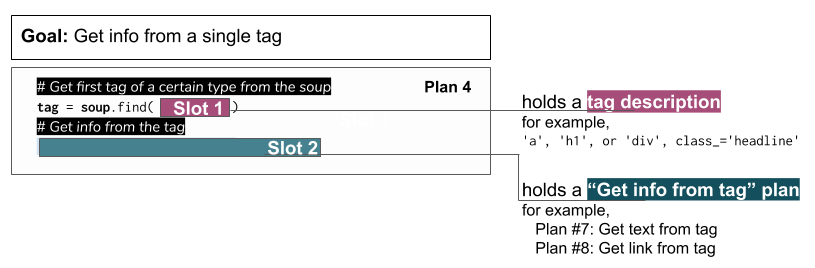 Goal: Get info from a single tag
# Get first tag of a certain type from the soup
Plan 4
tag = soup.find( Slot 1 )
# Get info from the tag
Slot 2
holds a tag description
for example,
'a', 'h1', or 'div', class_='headline'
holds a “Get info from tag” plan
for example,
Plan #7: Get text from tag
Plan #8: Get link from tag